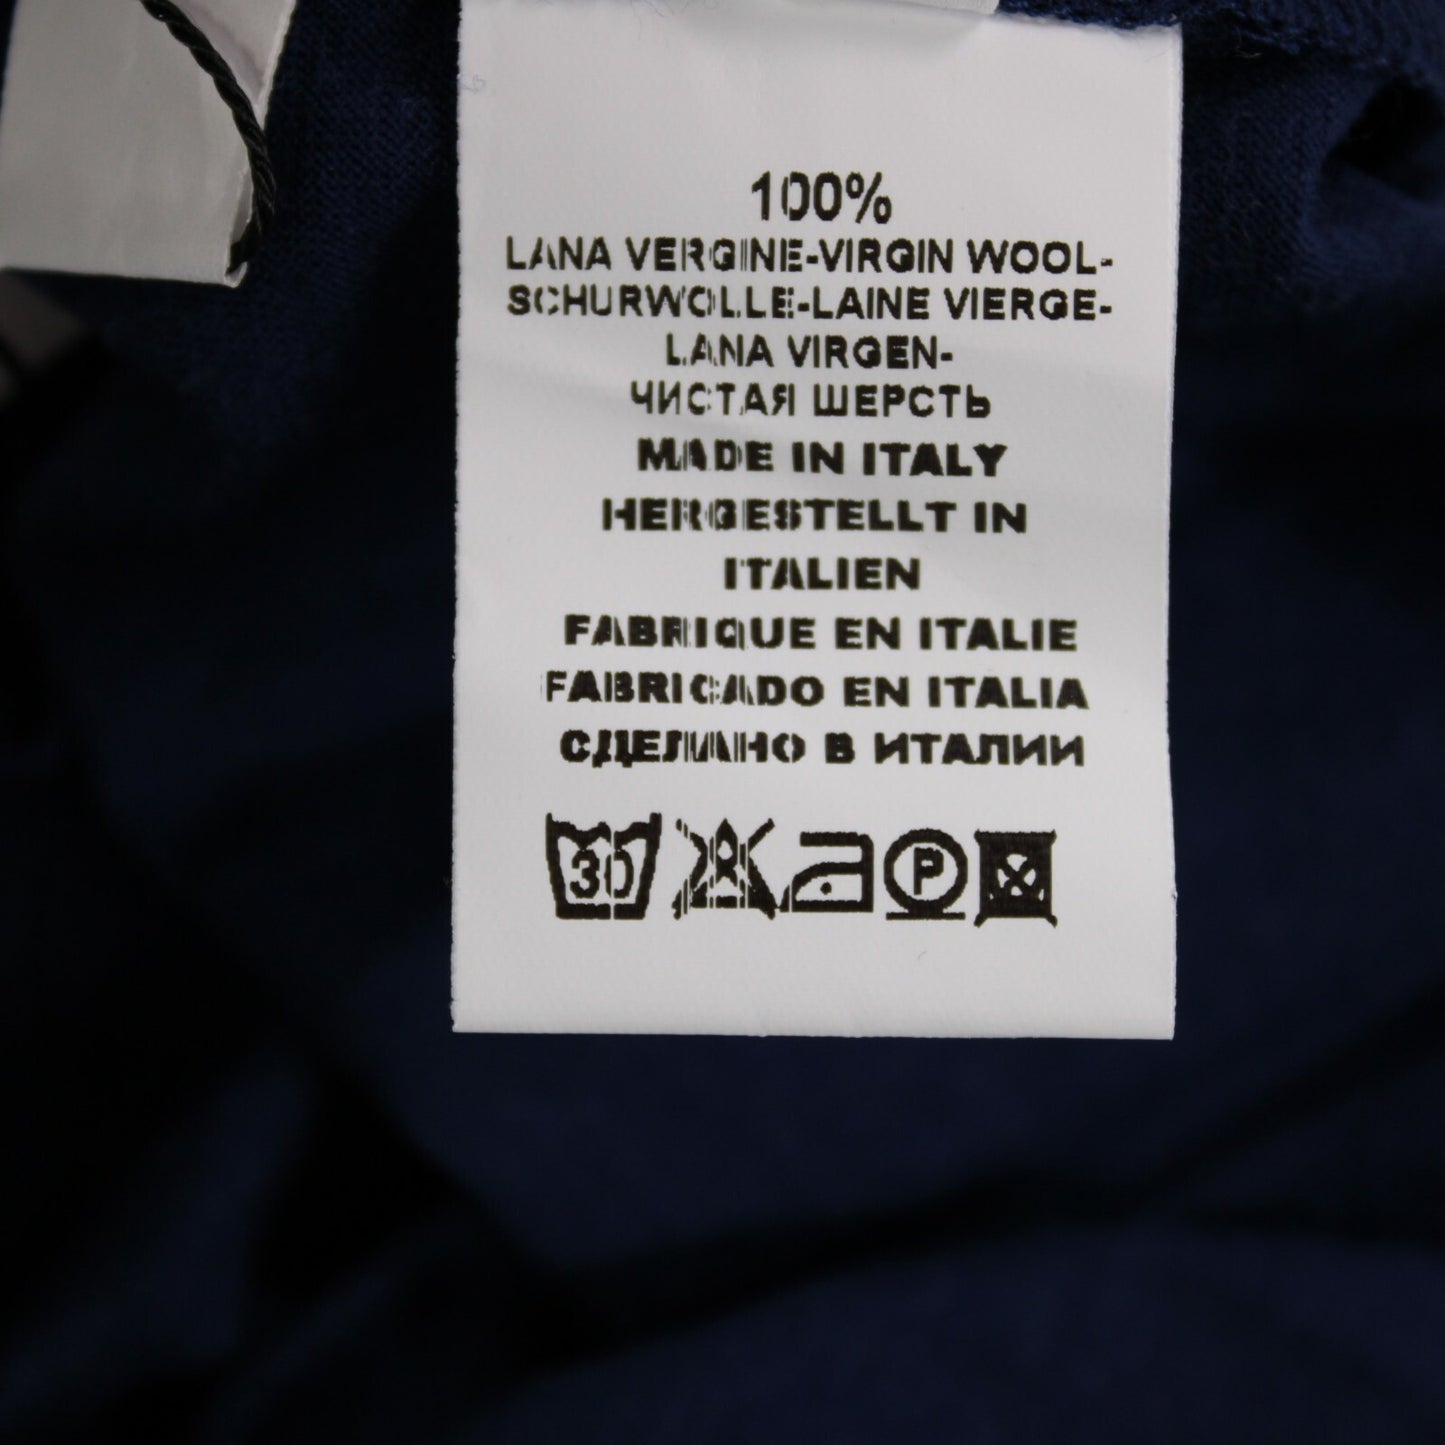 100%
LANA VERGINE-VIRGIN WOOL-
SCHURWOLLE-LAINE VIERGE-
LANA VIRGEN-
ЧИСТАЯ ШЕРСТЬ
MADE IN ITALY
HERGESTELLT IN
ITALIEN
FABRIQUE EN ITALIE
FABRICADO EN ITALIA
СДЕЛАНО В ИТАЛИИ
30 P